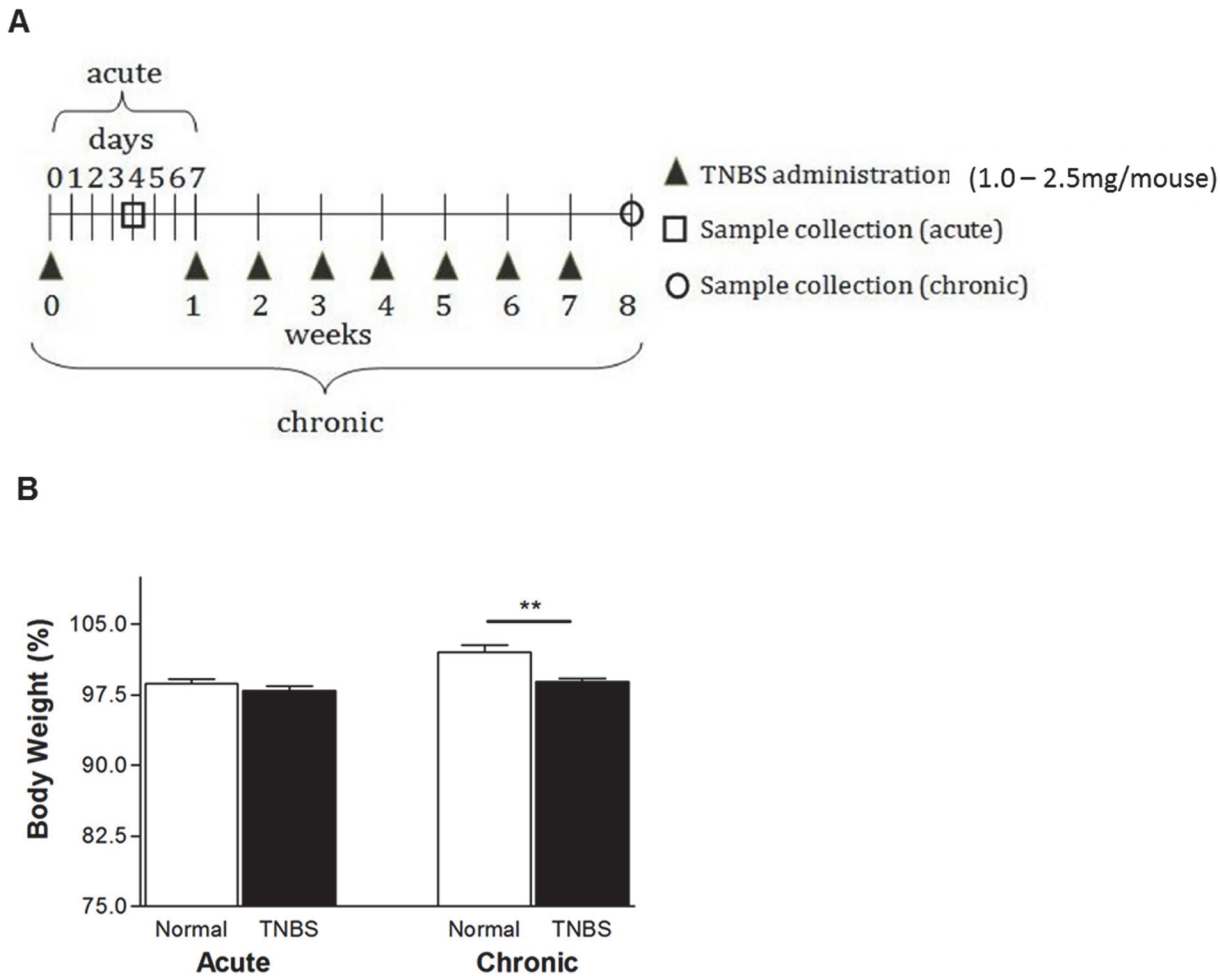 A
acute
days
0 1 2 3 4 5 6 7
TNBS administration (1.0 – 2.5mg/mouse)
Sample collection (acute)
Sample collection (chronic)
0 1 2 3 4 5 6 7 8
weeks
chronic
B
**
Body Weight (%)
105.0
97.5
90.0
82.5
75.0
Normal TNBS Normal TNBS
Acute Chronic